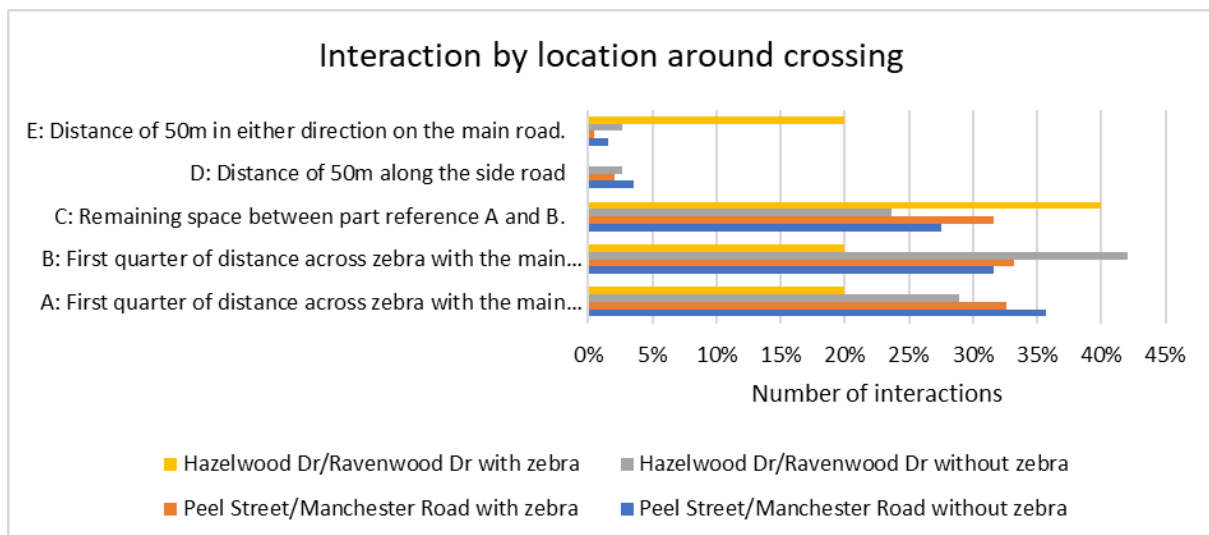 Interaction by location around crossing
E: Distance of 50m in either direction on the main road.
D: Distance of 50m along the side road
C: Remaining space between part reference A and B.
B: First quarter of distance across zebra with the main...
A: First quarter of distance across zebra with the main...
0% 5% 10% 15% 20% 25% 30% 35% 40% 45%
Number of interactions
Hazelwood Dr/Ravenwood Dr with zebra Hazelwood Dr/Ravenwood Dr without zebra
Peel Street/Manchester Road with zebra Peel Street/Manchester Road without zebra